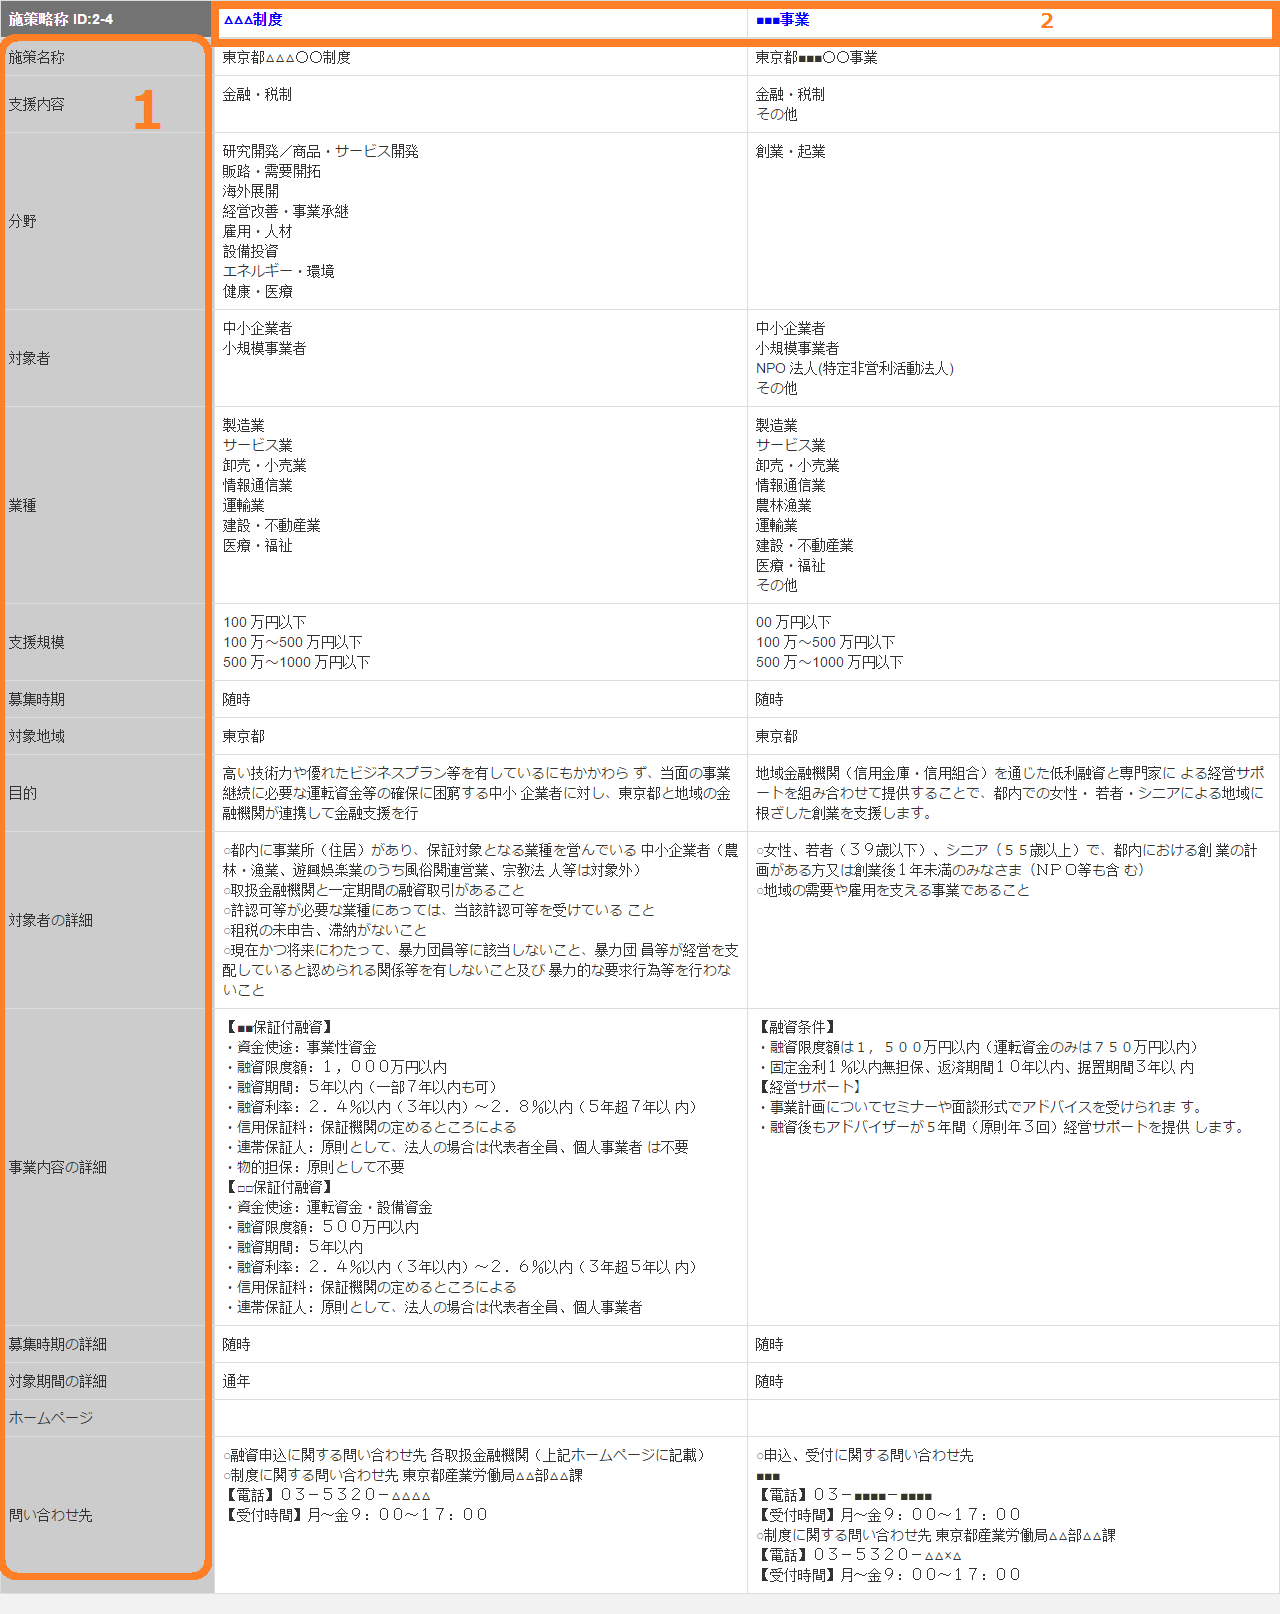 施策略称 ID:2-4
△△△制度
■■■事業
2
施策名称
東京都△△△〇〇制度
東京都■■■〇〇事業
支援内容
1
金融・税制
金融・税制
その他
分野
研究開発／商品・サービス開発
販路・需要開拓
海外展開
経営改善・事業承継
雇用・人材
設備投資
エネルギー・環境
健康・医療
創業・起業
対象者
中小企業者
小規模事業者
中小企業者
小規模事業者
NPO 法人(特定非営利活動法人)
その他
業種
製造業
サービス業
卸売・小売業
情報通信業
運輸業
建設・不動産業
医療・福祉
製造業
サービス業
卸売・小売業
情報通信業
農林漁業
運輸業
建設・不動産業
医療・福祉
その他
支援規模
100 万円以下
100 万～500 万円以下
500 万～1000 万円以下
00 万円以下
100 万～500 万円以下
500 万～1000 万円以下
募集時期
随時
随時
対象地域
東京都
東京都
目的
高い技術力や優れたビジネスプラン等を有しているにもかかわら ず、当面の事業
継続に必要な運転資金等の確保に困窮する中小 企業者に対し、東京都と地域の金
融機関が連携して金融支援を行
地域金融機関（信用金庫・信用組合）を通じた低利融資と専門家に よる経営サポ
ートを組み合わせて提供することで、都内での女性・ 若者・シニアによる地域に
根ざした創業を支援します。
対象者の詳細
○都内に事業所（住居）があり、保証対象となる業種を営んでいる 中小企業者（農
林・漁業、遊興娯楽業のうち風俗関連営業、宗教法 人等は対象外）
○取扱金融機関と一定期間の融資取引があること
○許認可等が必要な業種にあっては、当該許認可等を受けている こと
○租税の未申告、滞納がないこと
○現在かつ将来にわたって、暴力団員等に該当しないこと、暴力団 員等が経営を支
配していると認められる関係等を有しないこと及び 暴力的な要求行為等を行わな
いこと
○女性、若者（３９歳以下）、シニア（５５歳以上）で、都内における創 業の計
画がある方又は創業後１年未満のみなさま（ＮＰＯ等も含 む）
○地域の需要や雇用を支える事業であること
事業内容の詳細
【■■保証付融資】
・資金使途：事業性資金
・融資限度額：１，０００万円以内
・融資期間：５年以内（一部７年以内も可）
・融資利率：２．４％以内（３年以内）～２．８％以内（５年超７年以 内）
・信用保証料：保証機関の定めるところによる
・連帯保証人：原則として、法人の場合は代表者全員、個人事業者 は不要
・物的担保：原則として不要
【□□保証付融資】
・資金使途：運転資金・設備資金
・融資限度額：５００万円以内
・融資期間：５年以内
・融資利率：２．４％以内（３年以内）～２．６％以内（３年超５年以 内）
・信用保証料：保証機関の定めるところによる
・連帯保証人：原則として、法人の場合は代表者全員、個人事業者
【融資条件】
・融資限度額は１，５００万円以内（運転資金のみは７５０万円以内）
・固定金利１％以内無担保、返済期間１０年以内、据置期間３年以 内
【経営サポート】
・事業計画についてセミナーや面談形式でアドバイスを受けられま す。
・融資後もアドバイザーが５年間（原則年３回）経営サポートを提供 します。
募集時期の詳細
随時
随時
対象期間の詳細
通年
随時
ホームページ
問い合わせ先
○融資申込に関する問い合わせ先 各取扱金融機関（上記ホームページに記載）
○制度に関する問い合わせ先 東京都産業労働局△△部△△課
【電話】０３－５３２０－△△△△
【受付時間】月～金９：００～１７：００
○申込、受付に関する問い合わせ先
■■■
【電話】０３－■■■■－■■■■
【受付時間】月～金９：００～１７：００
○制度に関する問い合わせ先 東京都産業労働局△△部△△課
【電話】０３－５３２０－△△×△
【受付時間】月～金９：００～１７：００